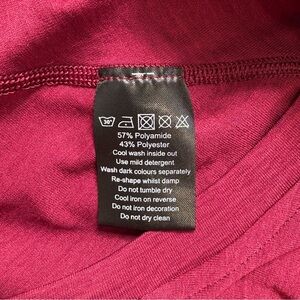 30°
57% Polyamide
43% Polyester
Cool wash inside out
Use mild detergent
Wash dark colours separately
Re-shape whilst damp
Do not tumble dry
Cool iron on reverse
Do not iron decoration
Do not dry clean